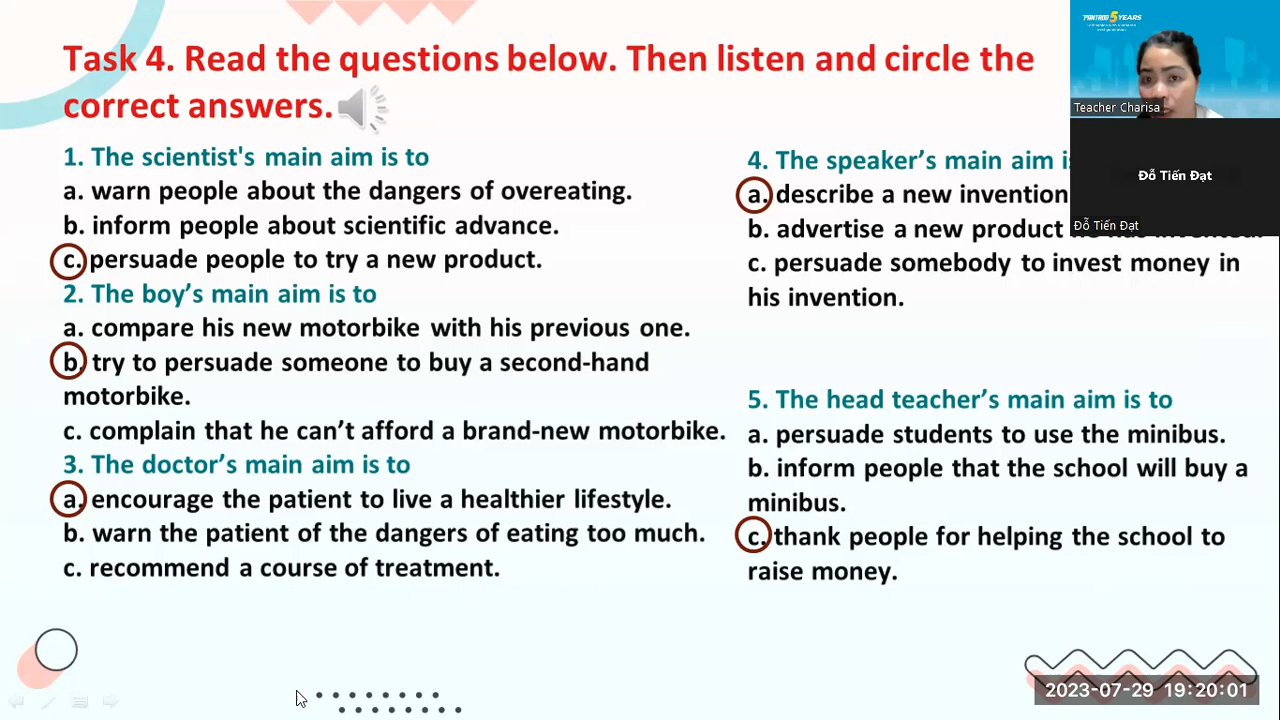 Task 4. Read the questions below. Then listen and circle the
correct answers.
1. The scientist's main aim is to
a. warn people about the dangers of overeating.
b. inform people about scientific advance.
c. persuade people to try a new product.
2. The boy's main aim is to
a. compare his new motorbike with his previous one.
b. try to persuade someone to buy a second-hand
motorbike.
c. complain that he can't afford a brand-new motorbike.
3. The doctor's main aim is to
a. encourage the patient to live a healthier lifestyle.
b. warn the patient of the dangers of eating too much.
c. recommend a course of treatment.
4. The speaker's main aim
a. describe a new invention
b. advertise a new product
c. persuade somebody to invest money in
his invention.
5. The head teacher's main aim is to
a. persuade students to use the minibus.
b. inform people that the school will buy a
minibus.
c. thank people for helping the school to
raise money.
5 YEARS
Teacher Charisa
Đỗ Tiến Đạt
Đỗ Tiến Đạt
2023-07-29 19:20:01